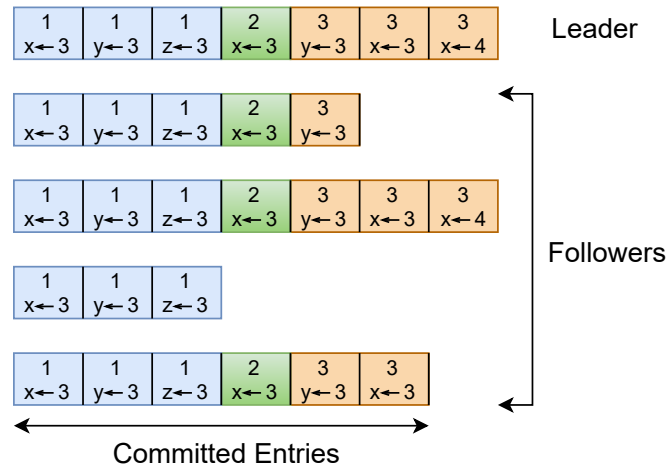 1 1 1 2 3 3 3
x←3 y←3 z←3 x←3 y←3 x←3 x←4
Leader
1 1 1 2 3
x←3 y←3 z←3 x←3 y←3
1 1 1 2 3 3 3
x←3 y←3 z←3 x←3 y←3 x←3 x←4
Followers
1 1 1
x←3 y←3 z←3
1 1 1 2 3 3
x←3 y←3 z←3 x←3 y←3 x←3
Committed Entries